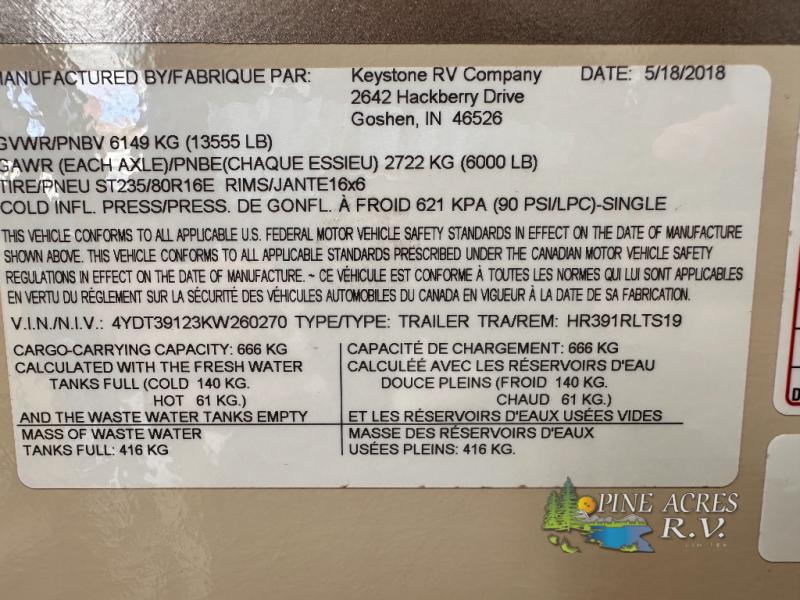 MANUFACTURED BY/FABRIQUE PAR: Keystone RV Company DATE: 5/18/2018
2642 Hackberry Drive
Goshen, IN 46526
GVWR/PNBV 6149 KG (13555 LB)
GAWR (EACH AXLE)/PNBE(CHAQUE ESSIEU) 2722 KG (6000 LB)
TIRE/PNEU ST235/80R16E RIMS/JANTE16x6
COLD INFL. PRESS/PRESS. DE GONFL. À FROID 621 KPA (90 PSI/LPC)-SINGLE
THIS VEHICLE CONFORMS TO ALL APPLICABLE U.S. FEDERAL MOTOR VEHICLE SAFETY STANDARDS IN EFFECT ON THE DATE OF MANUFACTURE
SHOWN ABOVE. THIS VEHICLE CONFORMS TO ALL APPLICABLE STANDARDS PRESCRIBED UNDER THE CANADIAN MOTOR VEHICLE SAFETY
REGULATIONS IN EFFECT ON THE DATE OF MANUFACTURE. ~ CE VÉHICULE EST CONFORME À TOUTES LES NORMES QUI LUI SONT APPLICABLES
EN VERTU DU RÉGLEMENT SUR LA SÉCURITÉ DES VÉHICULES AUTOMOBILES DU CANADA EN VIGUEUR À LA DATE DE SA FABRICATION.
V.I.N./N.I.V.: 4YDT39123KW260270 TYPE/TYPE: TRAILER TRA/REM: HR391RLTS19
CARGO-CARRYING CAPACITY: 666 KG
CALCULATED WITH THE FRESH WATER
TANKS FULL (COLD 140 KG.
HOT 61 KG.)
AND THE WASTE WATER TANKS EMPTY
MASS OF WASTE WATER
TANKS FULL: 416 KG
CAPACITÉ DE CHARGEMENT: 666 KG
CALCULÉE AVEC LES RÉSERVOIRS D'EAU
DOUCE PLEINS (FROID 140 KG.
CHAUD 61 KG.)
ET LES RÉSERVOIRS D'EAUX USÉES VIDES
MASSE DES RÉSERVOIRS D'EAUX
USÉES PLEINS: 416 KG.
PINE ACRES
R.V.